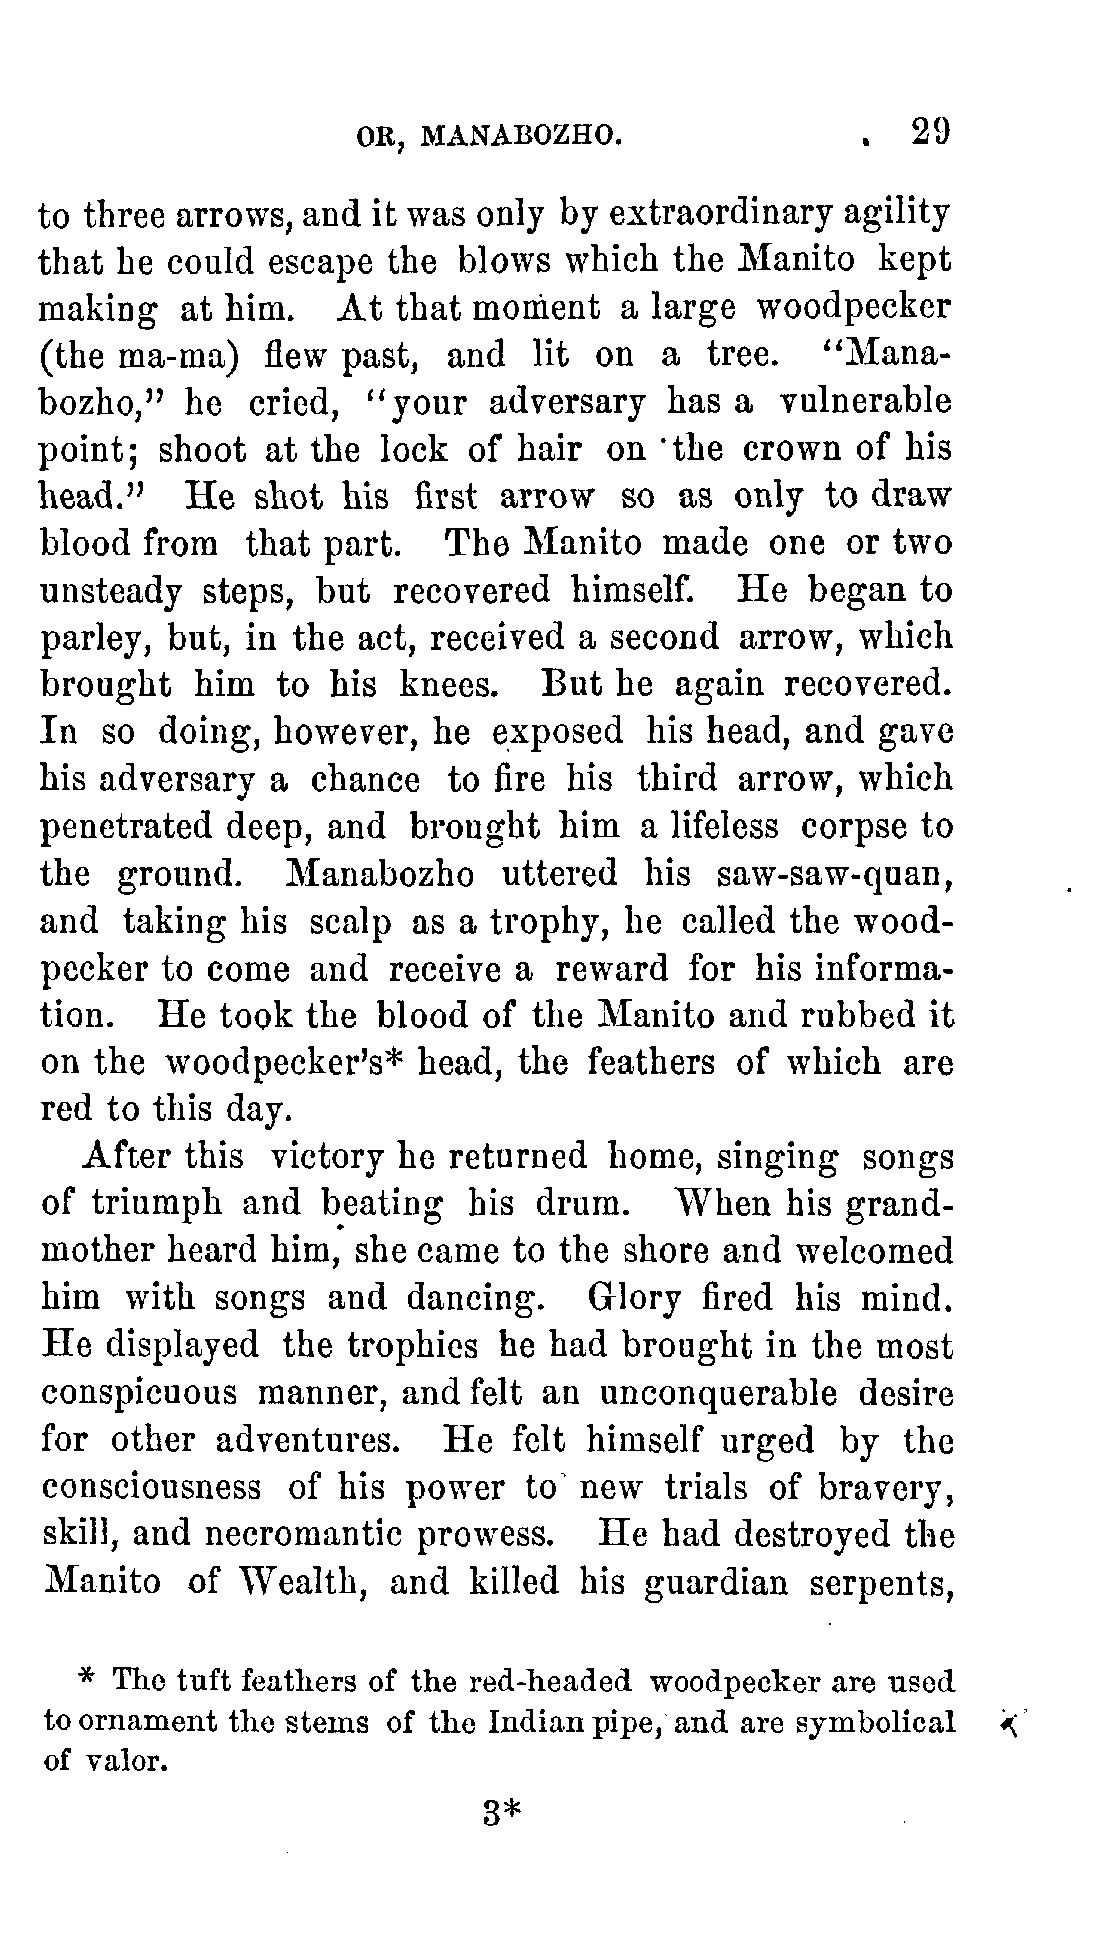 OR, MANABOZHO. 29
to three arrows, and it was only by extraordinary agility
that he could escape the blows which the Manito kept
making at him. At that moment a large woodpecker
(the ma-ma) flew past, and lit on a tree. "Mana-
bozho," he cried, "your adversary has a vulnerable
point; shoot at the lock of hair on the crown of his
head." He shot his first arrow so as only to draw
blood from that part. The Manito made one or two
unsteady steps, but recovered himself. He began to
parley, but, in the act, received a second arrow, which
brought him to his knees. But he again recovered.
In so doing, however, he exposed his head, and gave
his adversary a chance to fire his third arrow, which
penetrated deep, and brought him a lifeless corpse to
the ground. Manabozho uttered his saw-saw-quan,
and taking his scalp as a trophy, he called the wood-
pecker to come and receive a reward for his informa-
tion. He took the blood of the Manito and rubbed it
on the woodpecker's* head, the feathers of which are
red to this day.
After this victory he returned home, singing songs
of triumph and beating his drum. When his grand-
mother heard him, she came to the shore and welcomed
him with songs and dancing. Glory fired his mind.
He displayed the trophies he had brought in the most
conspicuous manner, and felt an unconquerable desire
for other adventures. He felt himself urged by the
consciousness of his power to new trials of bravery,
skill, and necromantic prowess. He had destroyed the
Manito of Wealth, and killed his guardian serpents,
* The tuft feathers of the red-headed woodpecker are used
to ornament the stems of the Indian pipe, and are symbolical
of valor.
3*